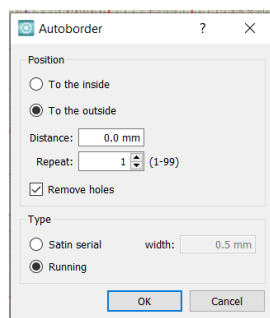 Autoborder ?
Position
To the inside
To the outside
Distance: 0.0 mm
Repeat: 1 (1-99)
Remove holes
Type
Satin serial width: 0.5 mm
Running
OK Cancel